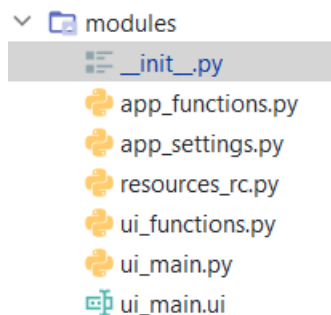 modules
__init__.py
app_functions.py
app_settings.py
resources_rc.py
ui_functions.py
ui_main.py
ui_main.ui